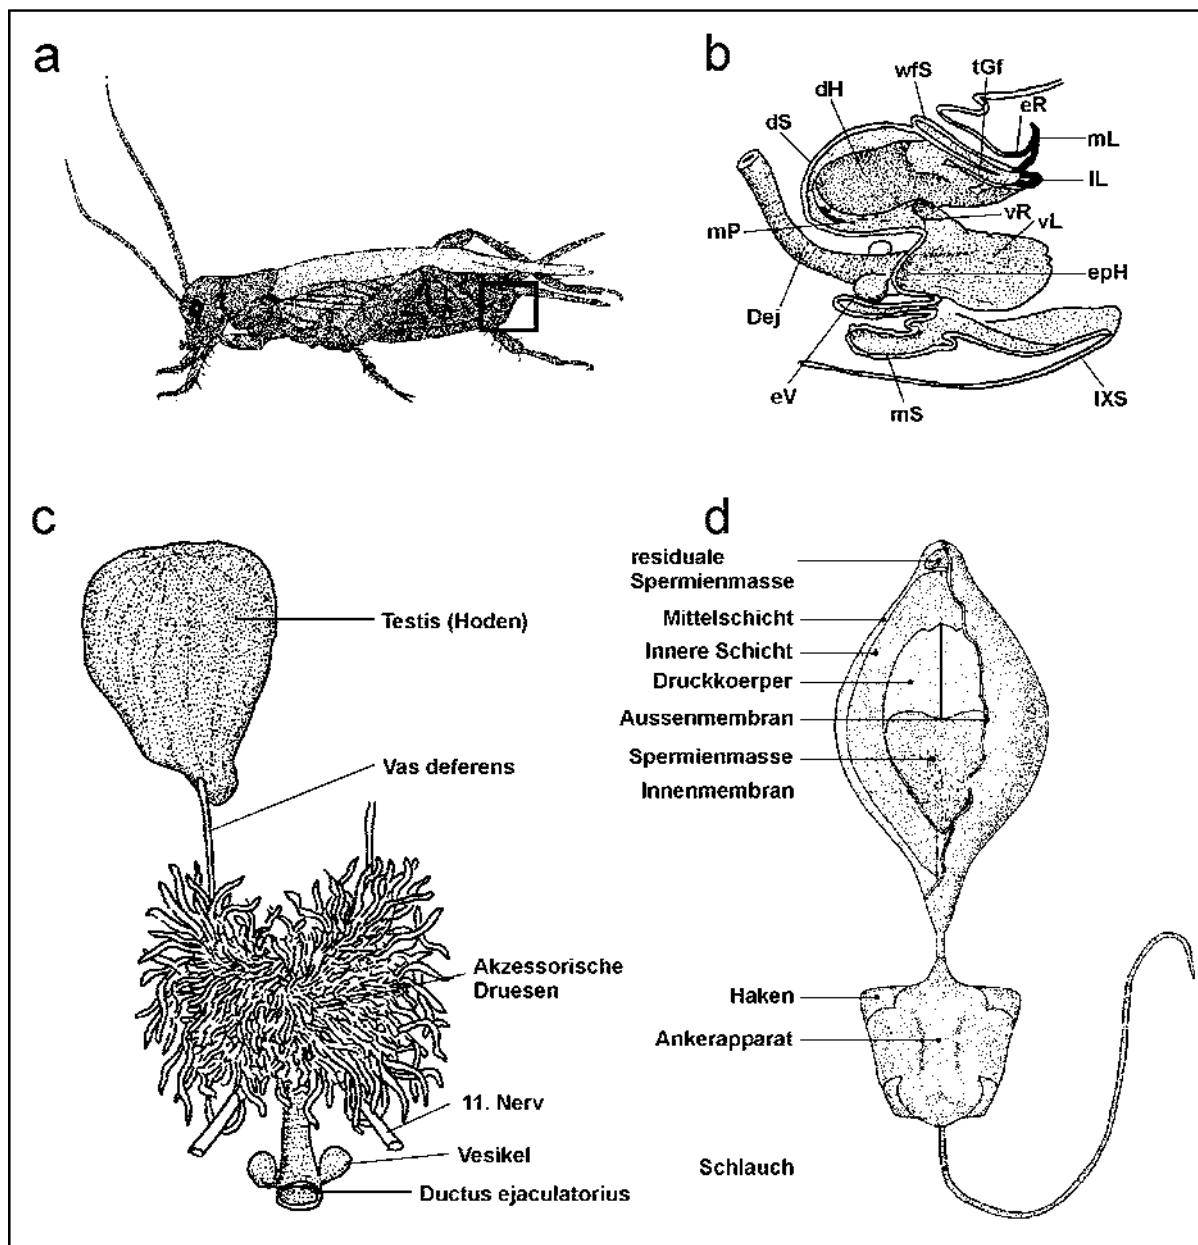 a
b
wfS
tGf
dH
eR
dS
mL
lL
vR
vL
mP
epH
Dej
eV
mS
IXS
c
Testis (Hoden)
Vas deferens
Akzessorische
Druesen
11. Nerv
Vesikel
Ductus ejaculatorius
d
residuale
Spermienmasse
Mittelschicht
Innere Schicht
Druckkoerper
Aussenmembran
Spermienmasse
Innenmembran
Haken
Ankerapparat
Schlauch